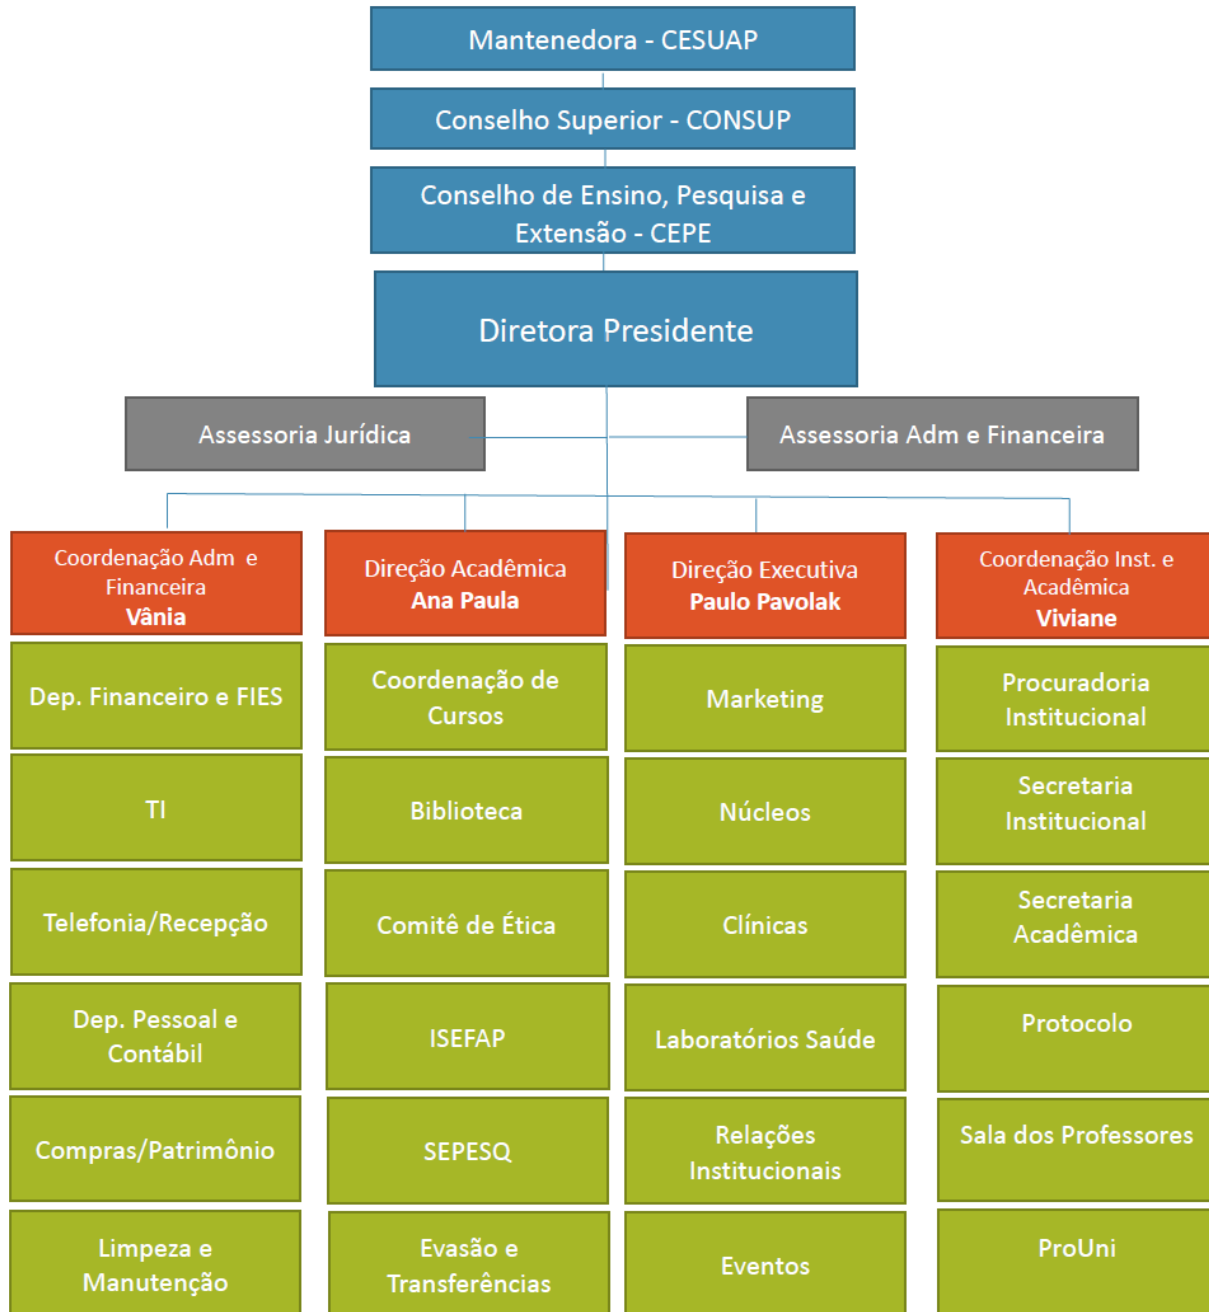 Mantenedora - CESUAP
Conselho Superior - CONSUP
Conselho de Ensino, Pesquisa e
Extensão - CEPE
Diretora Presidente
Assessoria Jurídica
Assessoria Adm e Financeira
Coordenação Adm  e
Financeira
Vânia
Dep. Financeiro e FIES
TI
Telefonia/Recepção
Dep. Pessoal e
Contábil
Compras/Patrimônio
Limpeza e
Manutenção
Direção Acadêmica
Ana Paula
Coordenação de
Cursos
Biblioteca
Comitê de Ética
ISEFAP
SEPESQ
Evasão e
Transferências
Direção Executiva
Paulo Pavolak
Marketing
Núcleos
Clínicas
Laboratórios Saúde
Relações
Institucionais
Eventos
Coordenação Inst. e
Acadêmica
Viviane
Procuradoria
Institucional
Secretaria
Institucional
Secretaria
Acadêmica
Protocolo
Sala dos Professores
ProUni